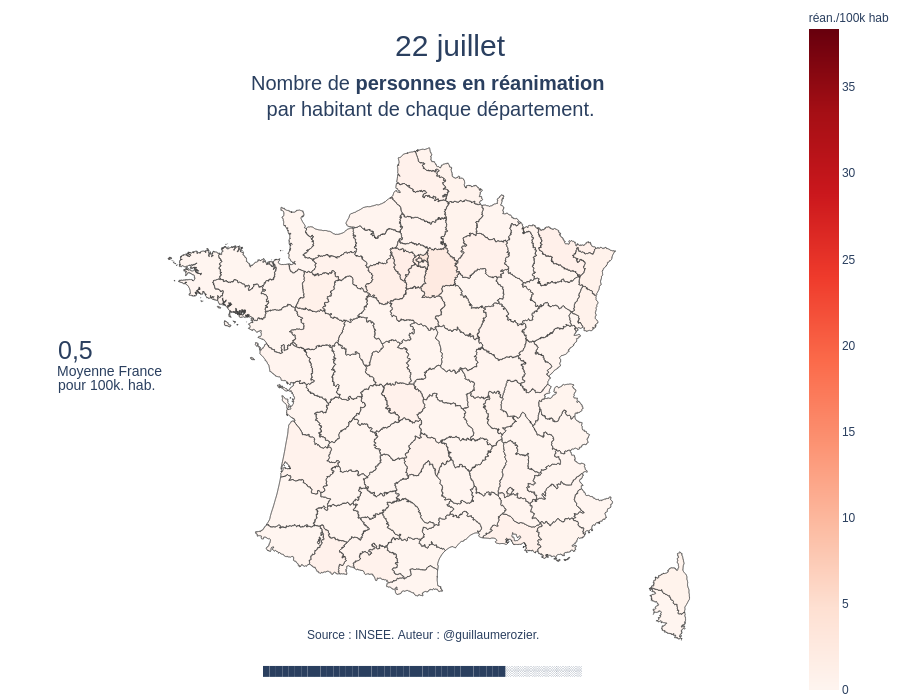 réan./100k hab
22 juillet
Nombre de personnes en réanimation
par habitant de chaque département.
35
30
25
20
15
10
5
0
0,5
Moyenne France
pour 100k. hab.
Source : INSEE. Auteur : @guillaumerozier.